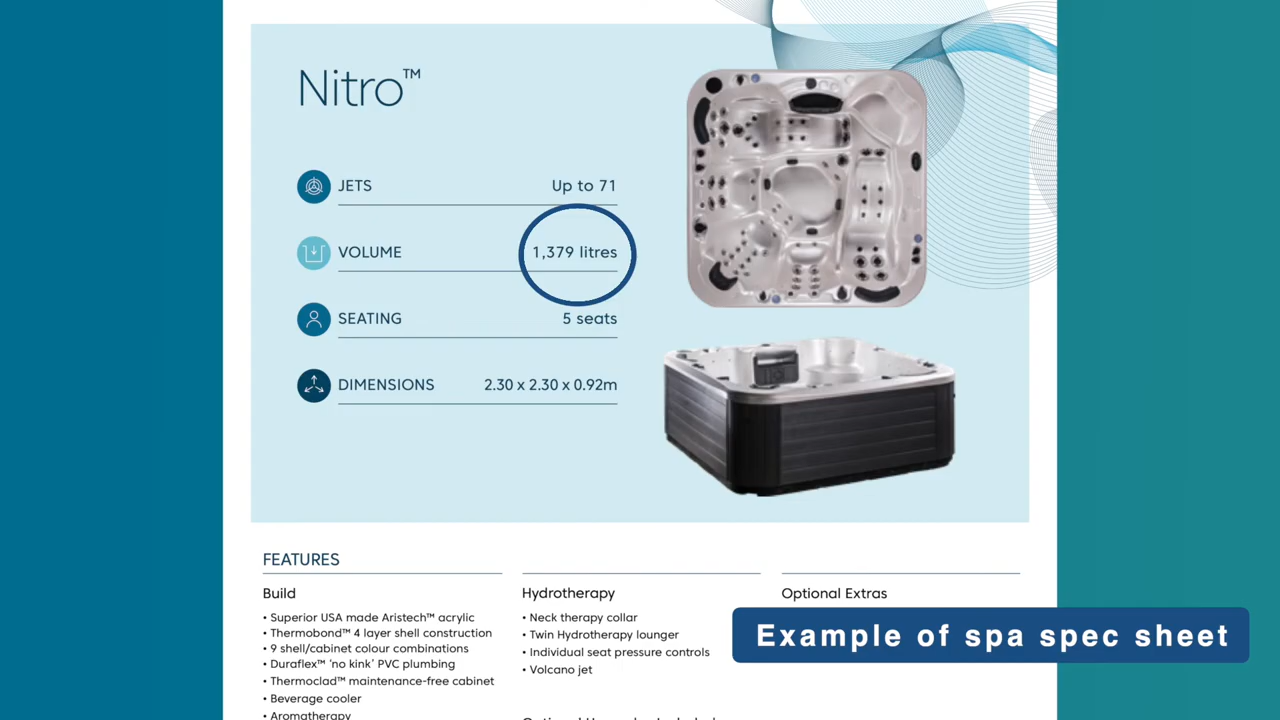 Nitro™
JETS Up to 71
VOLUME 1,379 litres
SEATING 5 seats
DIMENSIONS 2.30 x 2.30 x 0.92m
FEATURES
Build
• Superior USA made Aristech™ acrylic
• Thermobond™ 4 layer shell construction
• 9 shell/cabinet colour combinations
• Duraflex™ 'no kink' PVC plumbing
• Thermoclad™ maintenance-free cabinet
• Beverage cooler
• Aromatherapy
Hydrotherapy
• Neck therapy collar
• Twin Hydrotherapy lounger
• Individual seat pressure controls
• Volcano jet
Optional Extras
Example of spa spec sheet